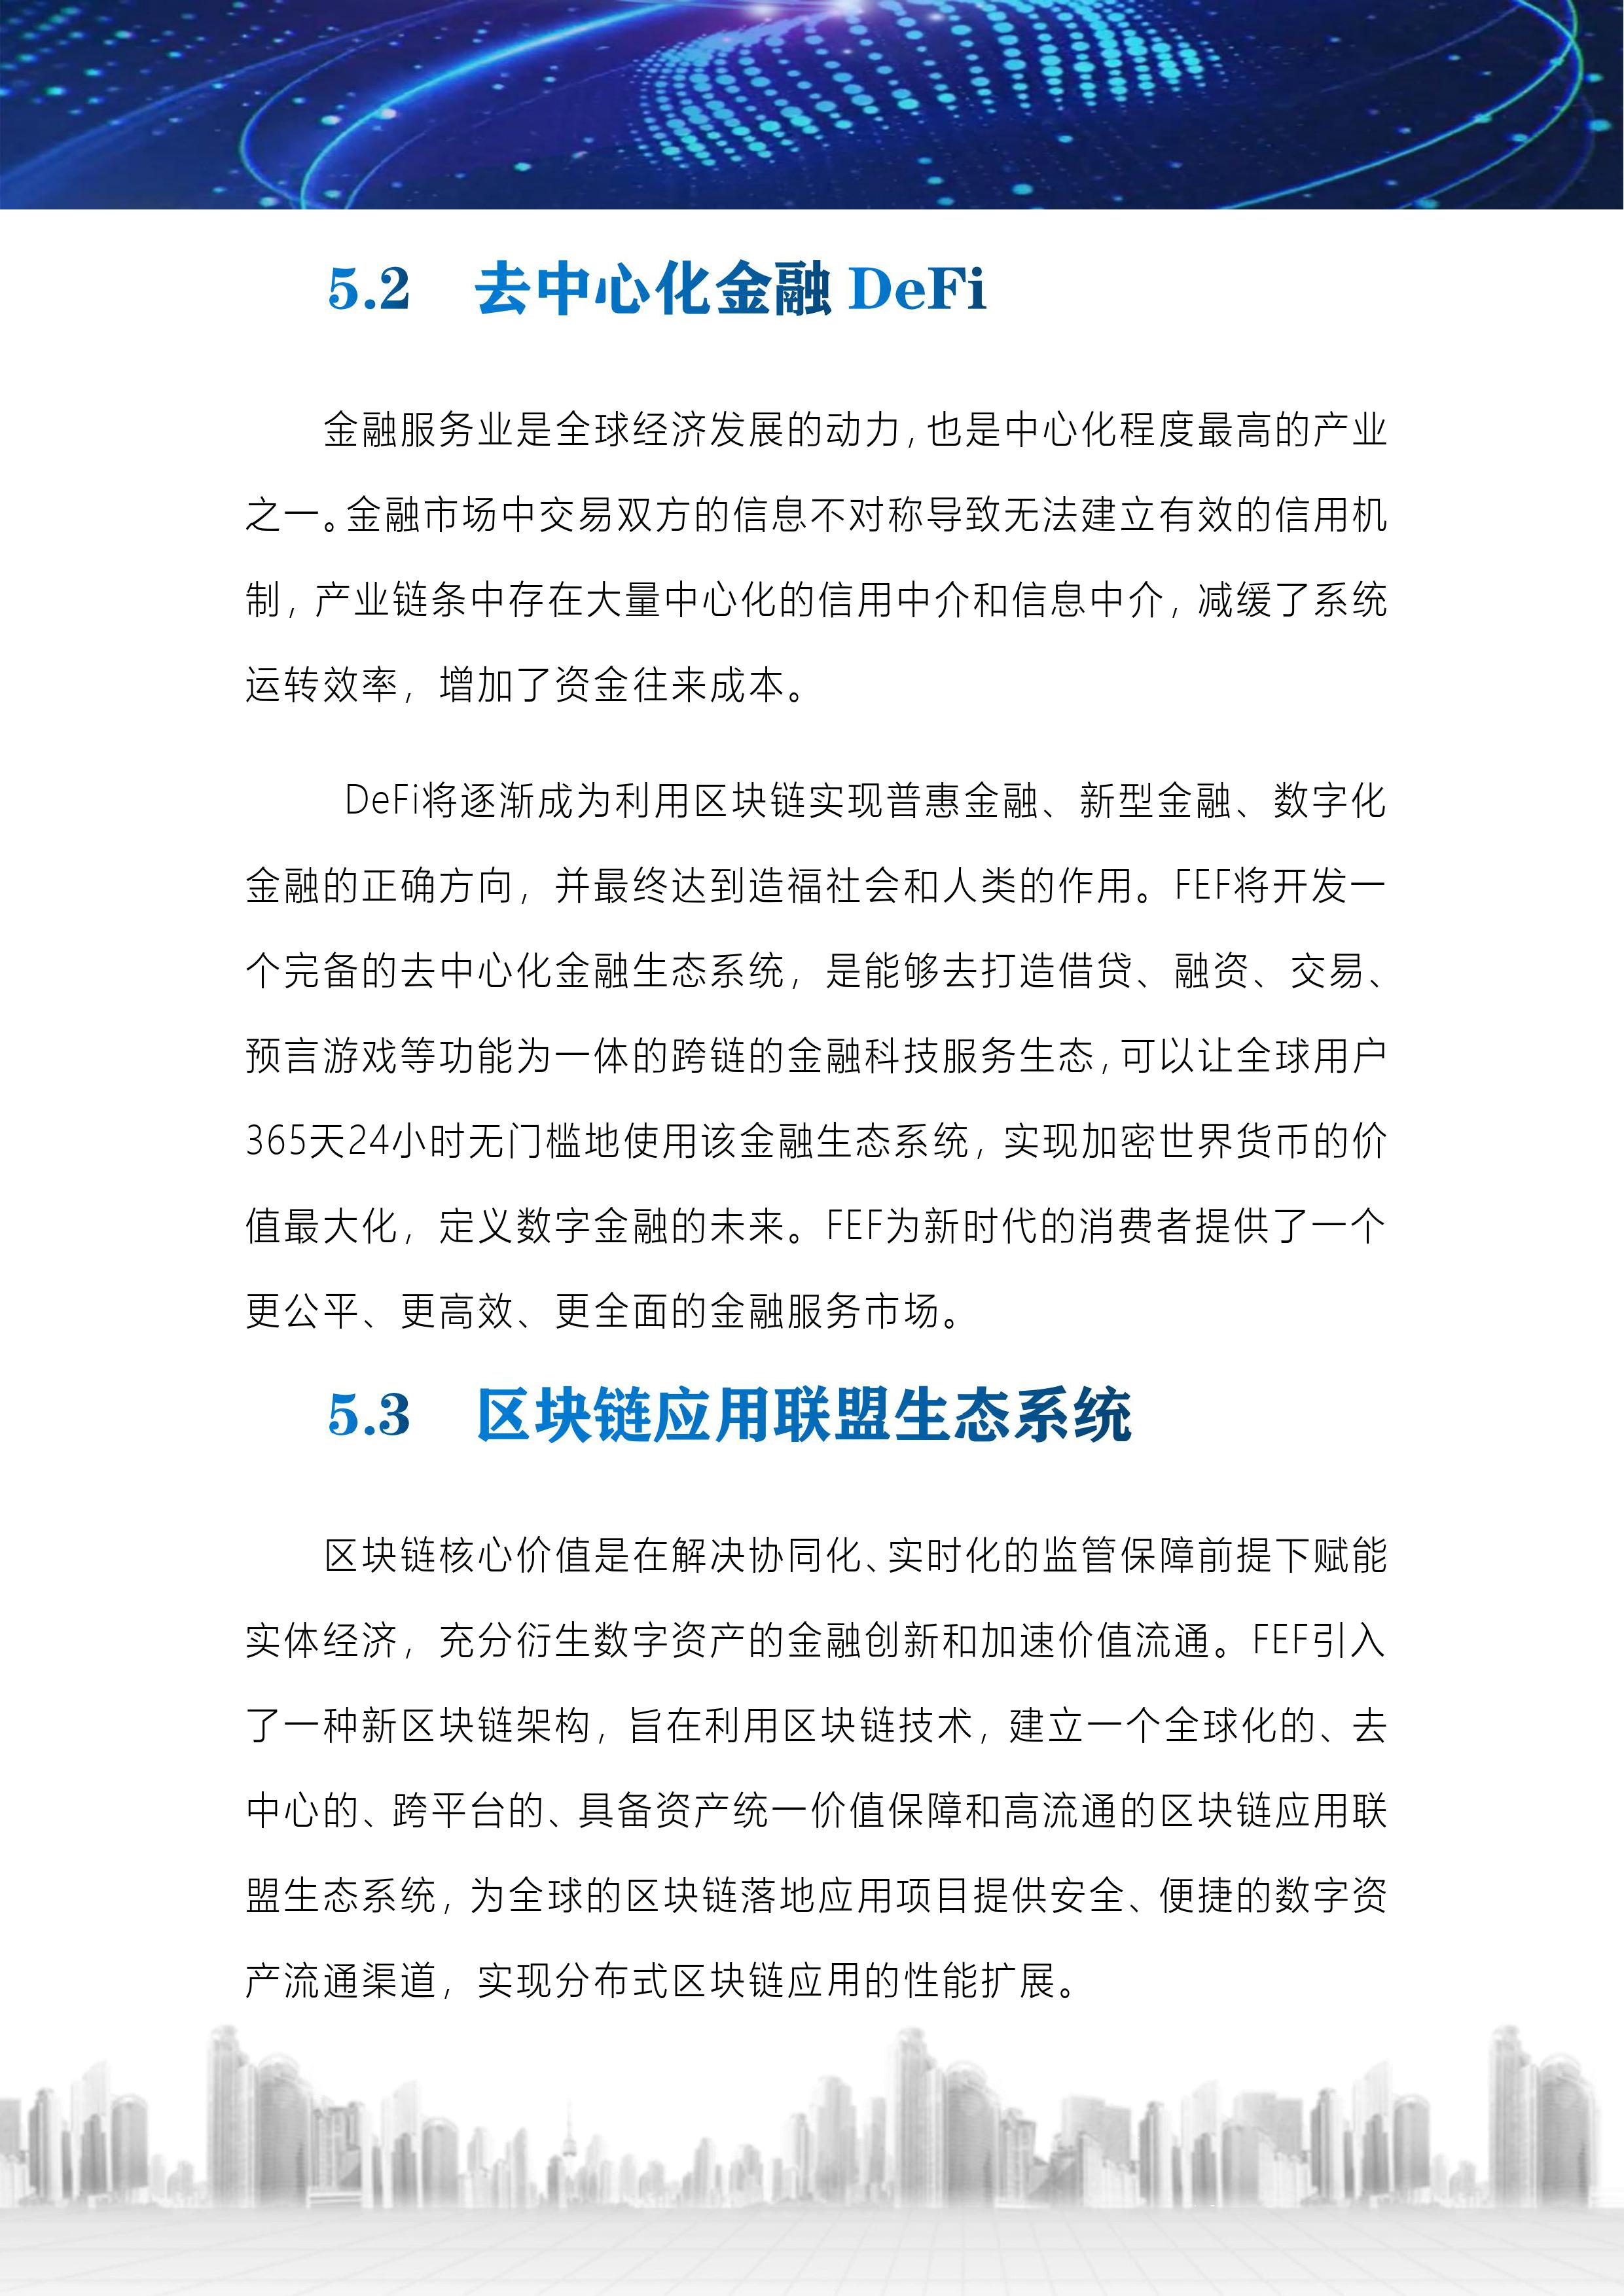 5.2 去中心化金融 DeFi
金融服务业是全球经济发展的动力,也是中心化程度最高的产业
之一。金融市场中交易双方的信息不对称导致无法建立有效的信用机
制,产业链条中存在大量中心化的信用中介和信息中介,减缓了系统
运转效率,增加了资金往来成本。
DeFi将逐渐成为利用区块链实现普惠金融、新型金融、数字化
金融的正确方向,并最终达到造福社会和人类的作用。FEF将开发一
个完备的去中心化金融生态系统,是能够去打造借贷、融资、交易、
预言游戏等功能为一体的跨链的金融科技服务生态,可以让全球用户
365天24小时无门槛地使用该金融生态系统,实现加密世界货币的价
值最大化,定义数字金融的未来。FEF为新时代的消费者提供了一个
更公平、更高效、更全面的金融服务市场。
5.3 区块链应用联盟生态系统
区块链核心价值是在解决协同化、实时化的监管保障前提下赋能
实体经济,充分衍生数字资产的金融创新和加速价值流通。FEF引入
了一种新区块链架构,旨在利用区块链技术,建立一个全球化的、去
中心的、跨平台的、具备资产统一价值保障和高流通的区块链应用联
盟生态系统,为全球的区块链落地应用项目提供安全、便捷的数字资
产流通渠道,实现分布式区块链应用的性能扩展。